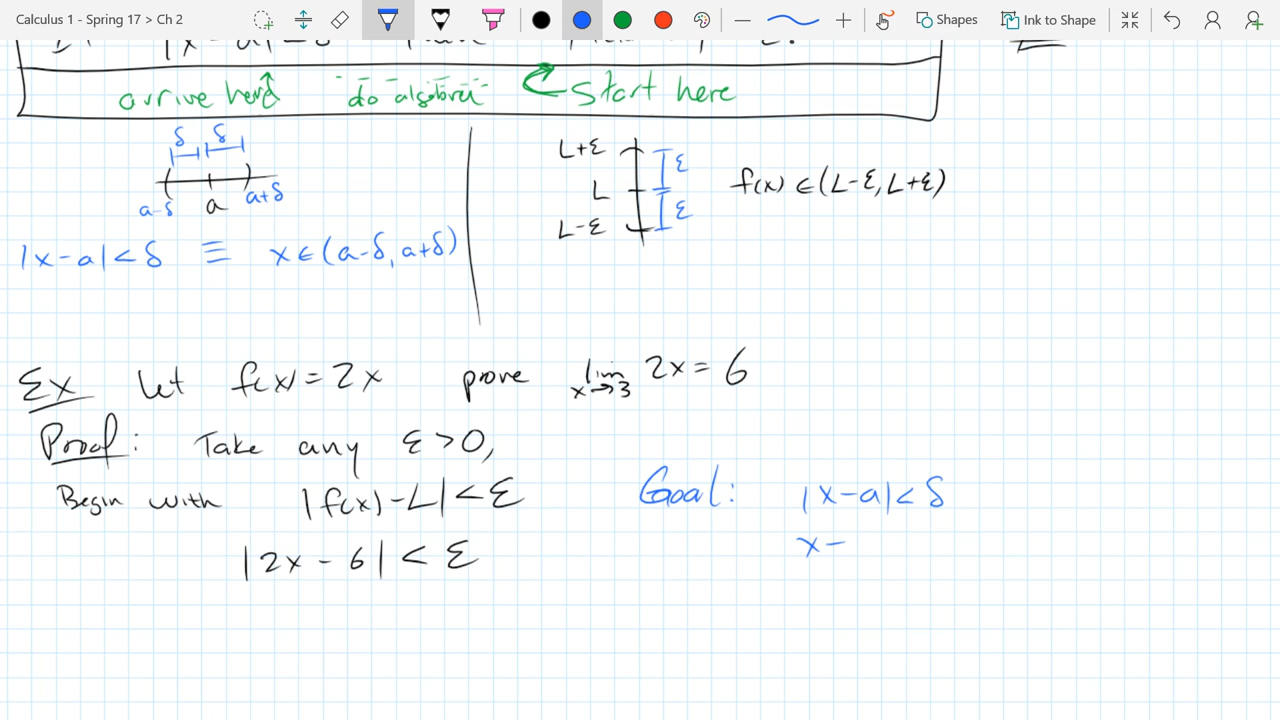 Calculus 1 - Spring 17 > Ch 2
Shapes
Ink to Shape
arrive here do algebra Start here
δ δ
a-δ a a+δ
|x-a| < δ ≡ x ∈ (a-δ, a+δ)
L+ε
L
L-ε
ε
ε
f(x) ∈ (L-ε, L+ε)
Ex Let f(x) = 2x prove lim x→3 2x = 6
Proof: Take any ε > 0,
Begin with |f(x) - L| < ε
Goal: |x-a| < δ
x-
|2x - 6| < ε